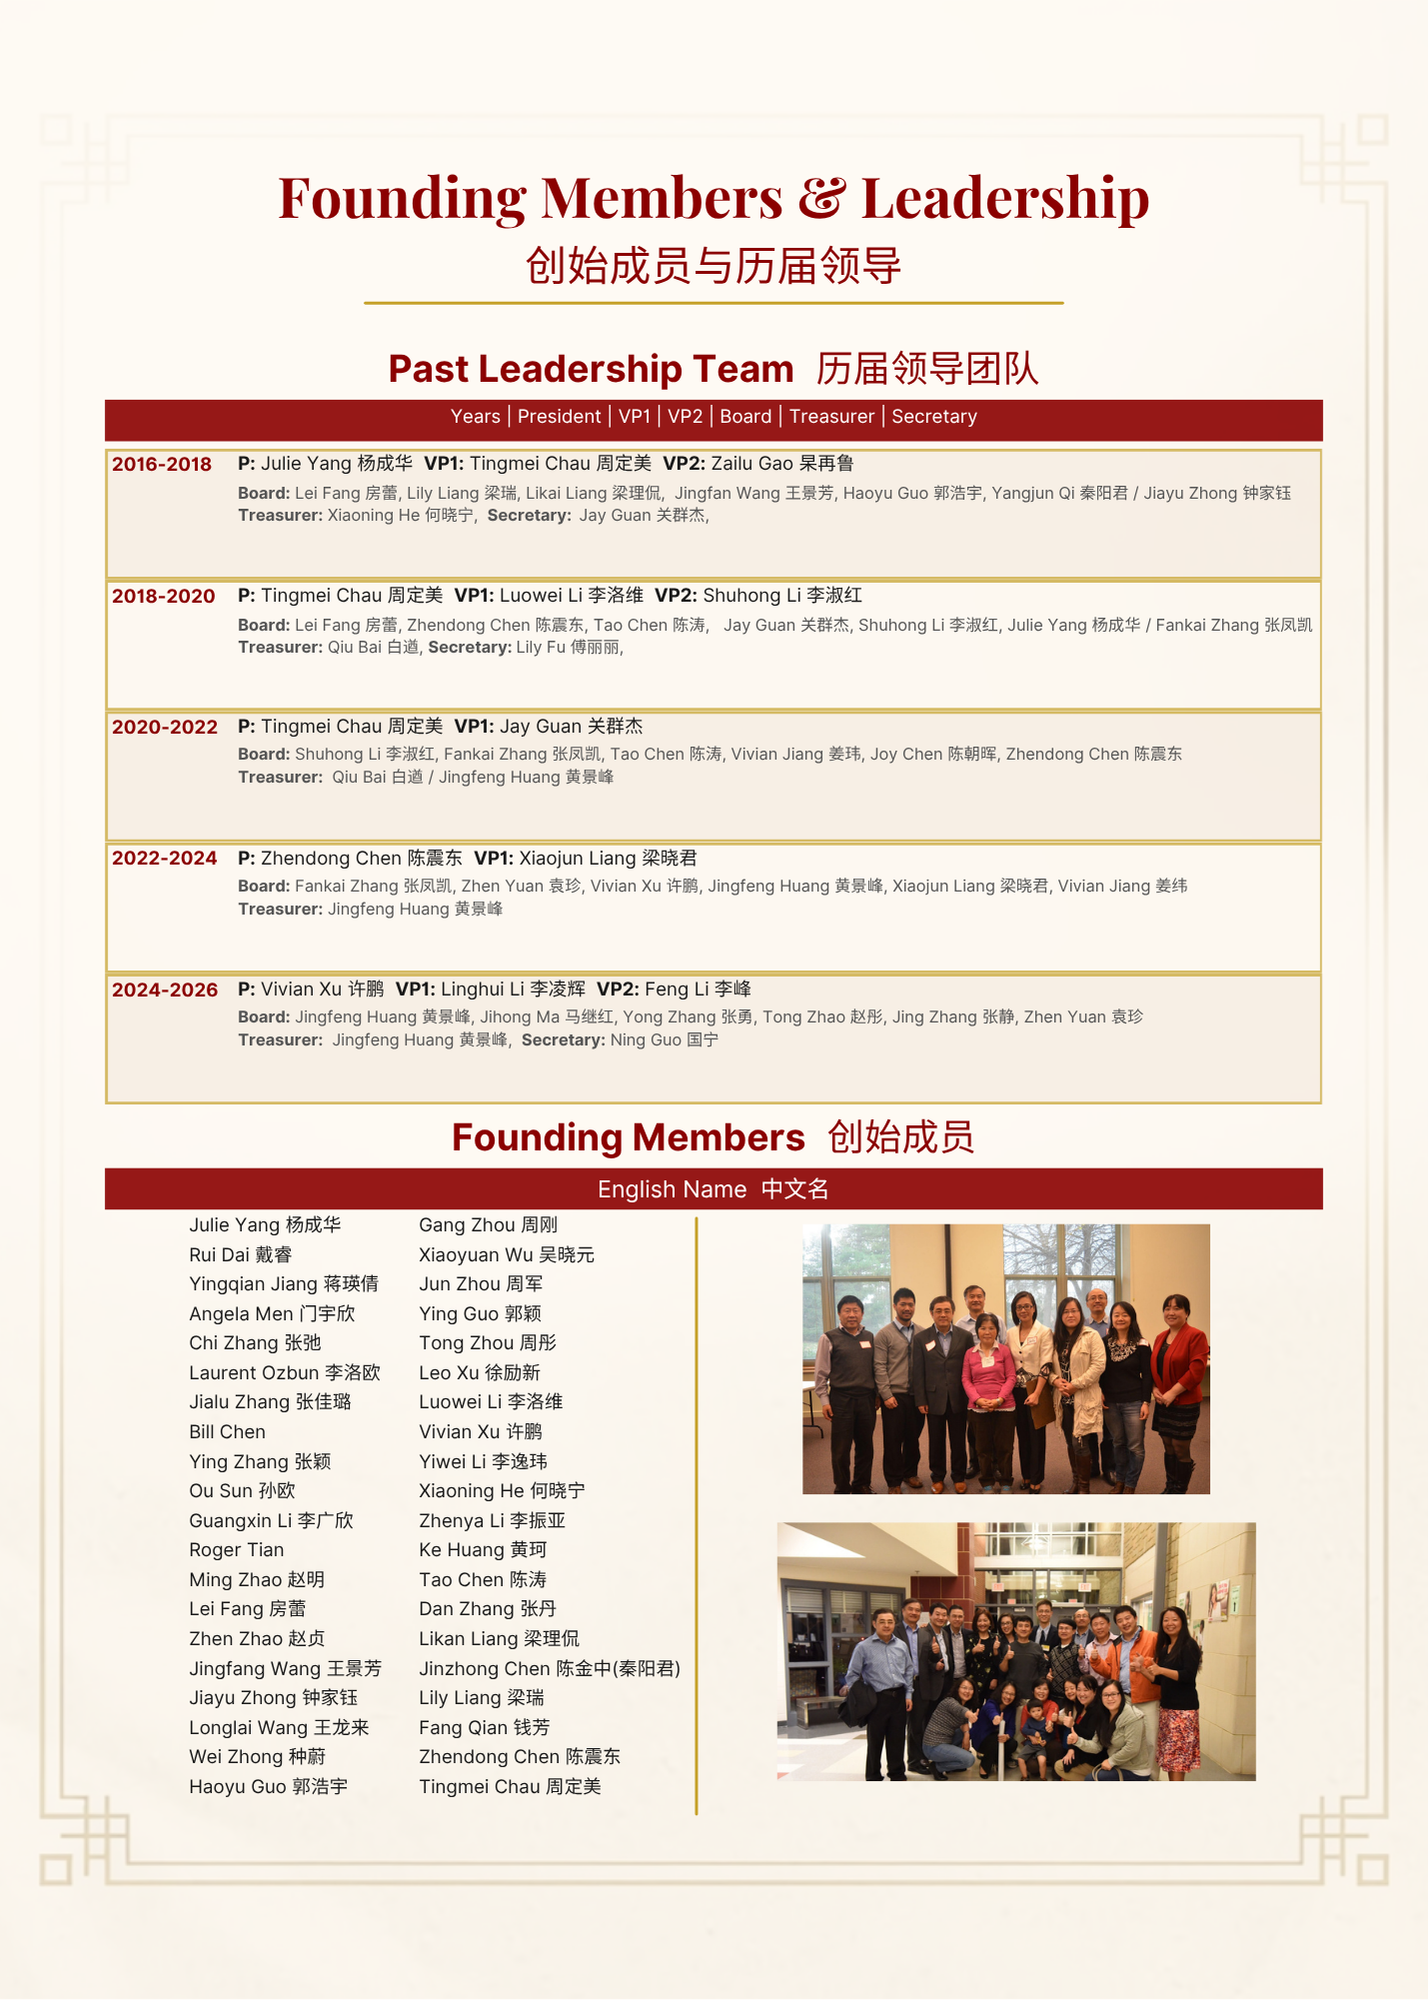 Founding Members & Leadership
创始成员与历届领导
Past Leadership Team 历届领导团队
Years | President | VP1 | VP2 | Board | Treasurer | Secretary
2016-2018 P: Julie Yang 杨成华 VP1: Tingmei Chau 周定美 VP2: Zailu Gao 杲再鲁
Board: Lei Fang 房蕾, Lily Liang 梁瑞, Likai Liang 梁理侃, Jingfan Wang 王景芳, Haoyu Guo 郭浩宇, Yangjun Qi 秦阳君 / Jiayu Zhong 钟家钰
Treasurer: Xiaoning He 何晓宁, Secretary: Jay Guan 关群杰,
2018-2020 P: Tingmei Chau 周定美 VP1: Luowei Li 李洛维 VP2: Shuhong Li 李淑红
Board: Lei Fang 房蕾, Zhendong Chen 陈震东, Tao Chen 陈涛, Jay Guan 关群杰, Shuhong Li 李淑红, Julie Yang 杨成华 / Fankai Zhang 张凤凯
Treasurer: Qiu Bai 白遒, Secretary: Lily Fu 傅丽丽,
2020-2022 P: Tingmei Chau 周定美 VP1: Jay Guan 关群杰
Board: Shuhong Li 李淑红, Fankai Zhang 张凤凯, Tao Chen 陈涛, Vivian Jiang 姜玮, Joy Chen 陈朝晖, Zhendong Chen 陈震东
Treasurer: Qiu Bai 白遒 / Jingfeng Huang 黄景峰
2022-2024 P: Zhendong Chen 陈震东 VP1: Xiaojun Liang 梁晓君
Board: Fankai Zhang 张凤凯, Zhen Yuan 袁珍, Vivian Xu 许鹏, Jingfeng Huang 黄景峰, Xiaojun Liang 梁晓君, Vivian Jiang 姜纬
Treasurer: Jingfeng Huang 黄景峰
2024-2026 P: Vivian Xu 许鹏 VP1: Linghui Li 李凌辉 VP2: Feng Li 李峰
Board: Jingfeng Huang 黄景峰, Jihong Ma 马继红, Yong Zhang 张勇, Tong Zhao 赵彤, Jing Zhang 张静, Zhen Yuan 袁珍
Treasurer: Jingfeng Huang 黄景峰, Secretary: Ning Guo 国宁
Founding Members 创始成员
English Name 中文名
Julie Yang 杨成华
Rui Dai 戴睿
Yingqian Jiang 蒋瑛倩
Angela Men 门宇欣
Chi Zhang 张弛
Laurent Ozbun 李洛欧
Jialu Zhang 张佳璐
Bill Chen
Ying Zhang 张颖
Ou Sun 孙欧
Guangxin Li 李广欣
Roger Tian
Ming Zhao 赵明
Lei Fang 房蕾
Zhen Zhao 赵贞
Jingfang Wang 王景芳
Jiayu Zhong 钟家钰
Longlai Wang 王龙来
Wei Zhong 种蔚
Haoyu Guo 郭浩宇
Gang Zhou 周刚
Xiaoyuan Wu 吴晓元
Jun Zhou 周军
Ying Guo 郭颖
Tong Zhou 周彤
Leo Xu 徐励新
Luowei Li 李洛维
Vivian Xu 许鹏
Yiwei Li 李逸玮
Xiaoning He 何晓宁
Zhenya Li 李振亚
Ke Huang 黄珂
Tao Chen 陈涛
Dan Zhang 张丹
Likan Liang 梁理侃
Jinzhong Chen 陈金中(秦阳君)
Lily Liang 梁瑞
Fang Qian 钱芳
Zhendong Chen 陈震东
Tingmei Chau 周定美